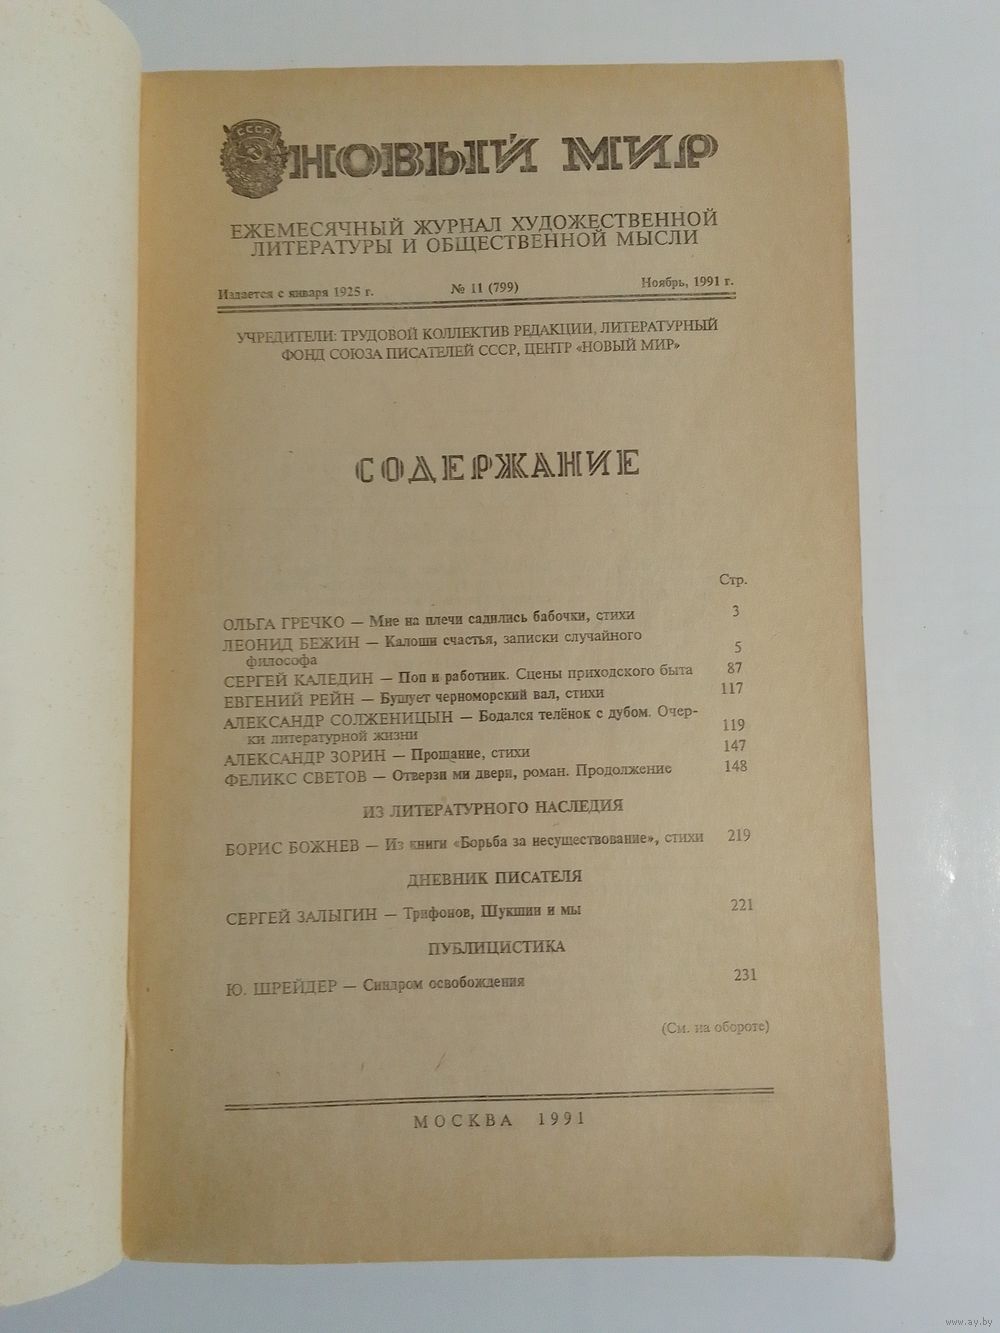 СССР
НОВЫЙ МИР
ЕЖЕМЕСЯЧНЫЙ ЖУРНАЛ ХУДОЖЕСТВЕННОЙ
ЛИТЕРАТУРЫ И ОБЩЕСТВЕННОЙ МЫСЛИ
Издается с января 1925 г. № 11 (799) Ноябрь, 1991 г.
УЧРЕДИТЕЛИ: ТРУДОВОЙ КОЛЛЕКТИВ РЕДАКЦИИ, ЛИТЕРАТУРНЫЙ
ФОНД СОЮЗА ПИСАТЕЛЕЙ СССР, ЦЕНТР «НОВЫЙ МИР»
СОДЕРЖАНИЕ
Стр.
ОЛЬГА ГРЕЧКО — Мне на плечи садились бабочки, стихи 3
ЛЕОНИД БЕЖИН — Калоши счастья, записки случайного
философа 5
СЕРГЕЙ КАЛЕДИН — Поп и работник. Сцены приходского быта 87
ЕВГЕНИЙ РЕЙН — Бушует черноморский вал, стихи 117
АЛЕКСАНДР СОЛЖЕНИЦЫН — Бодался телёнок с дубом. Очер-
ки литературной жизни 119
АЛЕКСАНДР ЗОРИН — Прощание, стихи 147
ФЕЛИКС СВЕТОВ — Отверзи ми двери, роман. Продолжение 148
ИЗ ЛИТЕРАТУРНОГО НАСЛЕДИЯ
БОРИС БОЖНЕВ — Из книги «Борьба за несуществование», стихи 219
ДНЕВНИК ПИСАТЕЛЯ
СЕРГЕЙ ЗАЛЫГИН — Трифонов, Шукшин и мы 221
ПУБЛИЦИСТИКА
Ю. ШРЕЙДЕР — Синдром освобождения 231
(См. на обороте)
МОСКВА 1991
www.ay.by